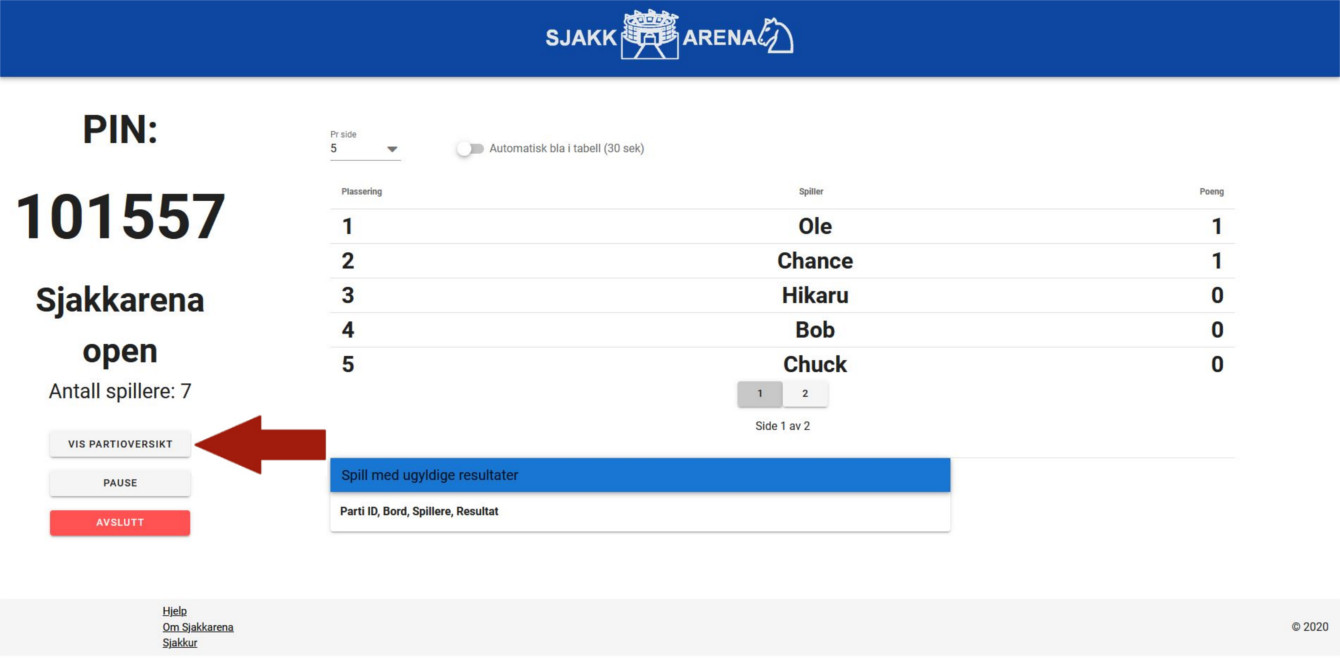 SJAKK ARENA
PIN:
101557
Sjakkarena
open
Antall spillere: 7
VIS PARTIOVERSIKT
PAUSE
AVSLUTT
Pr side
5
Automatisk bla i tabell (30 sek)
Plassering Spiller Poeng
1 Ole 1
2 Chance 1
3 Hikaru 0
4 Bob 0
5 Chuck 0
1 2
Side 1 av 2
Spill med ugyldige resultater
Parti ID, Bord, Spillere, Resultat
Hjelp
Om Sjakkarena
Sjakkur
© 2020